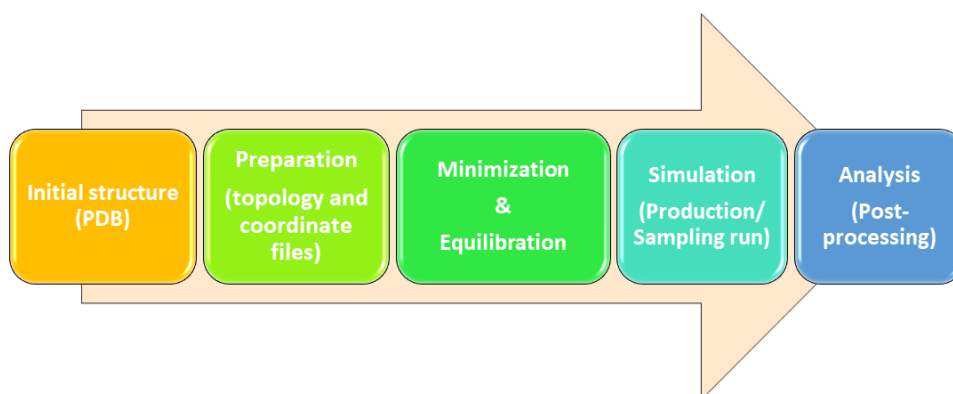 Initial structure
(PDB)
Preparation
(topology and
coordinate
files)
Minimization
&
Equilibration
Simulation
(Production/
Sampling run)
Analysis
(Post-
processing)